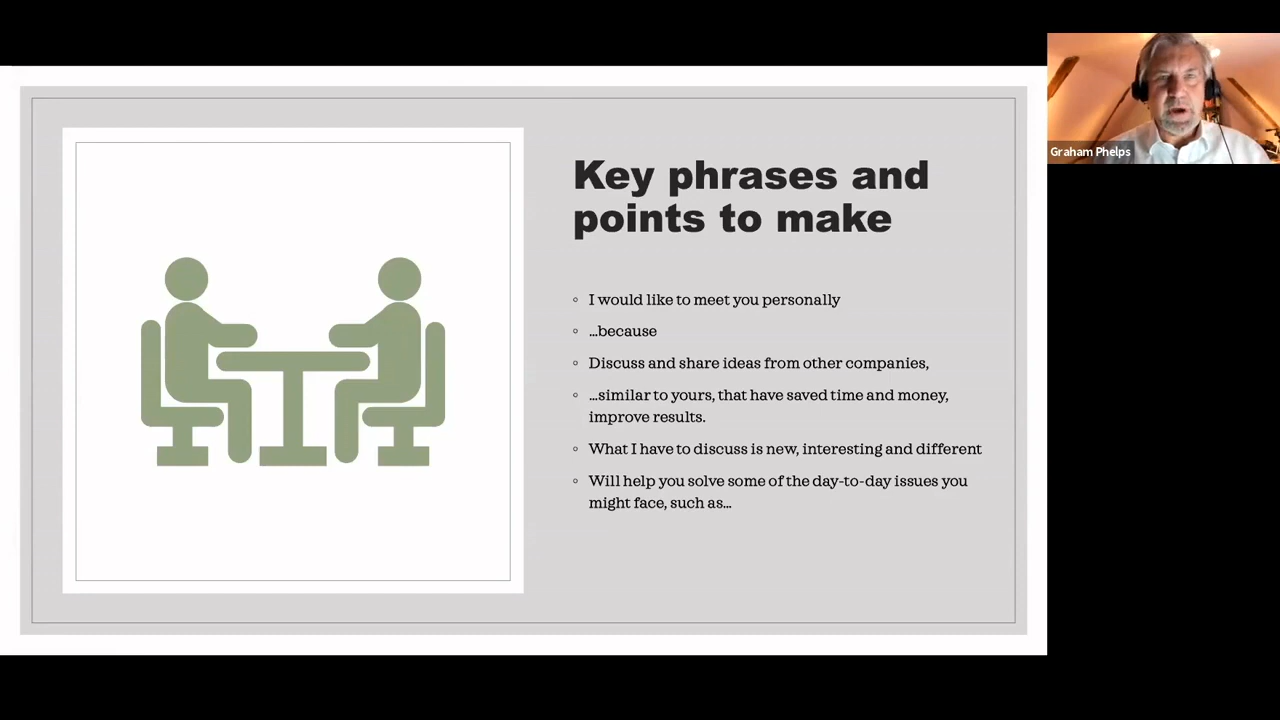 Key phrases and
points to make
I would like to meet you personally
...because
Discuss and share ideas from other companies,
...similar to yours, that have saved time and money,
improve results.
What I have to discuss is new, interesting and different
Will help you solve some of the day-to-day issues you
might face, such as...
Graham Phelps